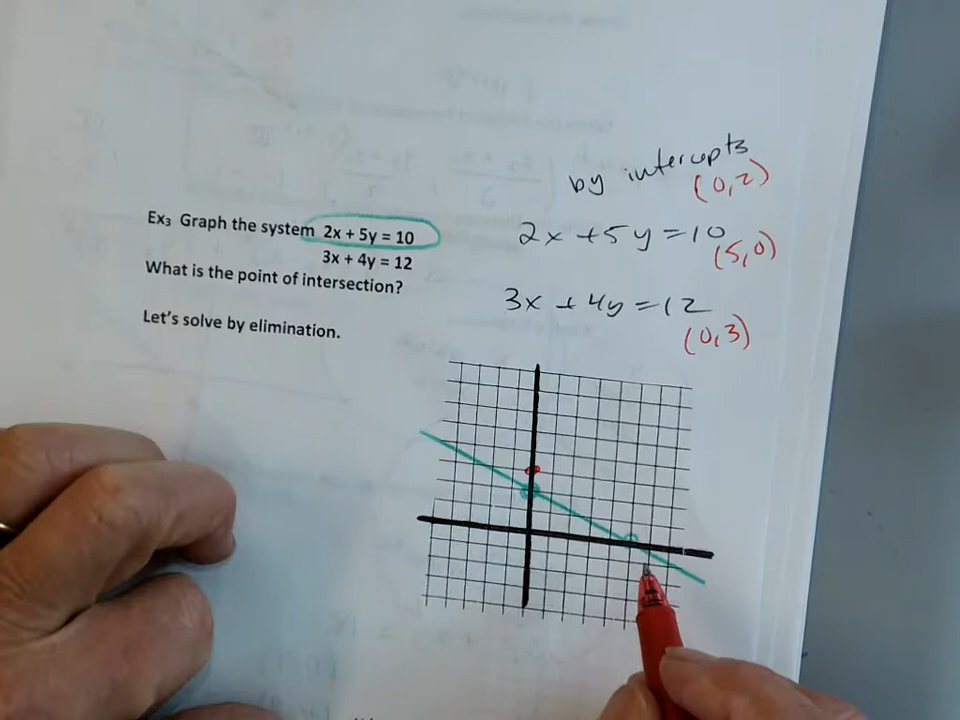 Ex₃ Graph the system 2x + 5y = 10
3x + 4y = 12
What is the point of intersection?
Let's solve by elimination.
by intercepts
(0,2)
2x + 5y = 10
(5,0)
3x + 4y = 12
(0,3)